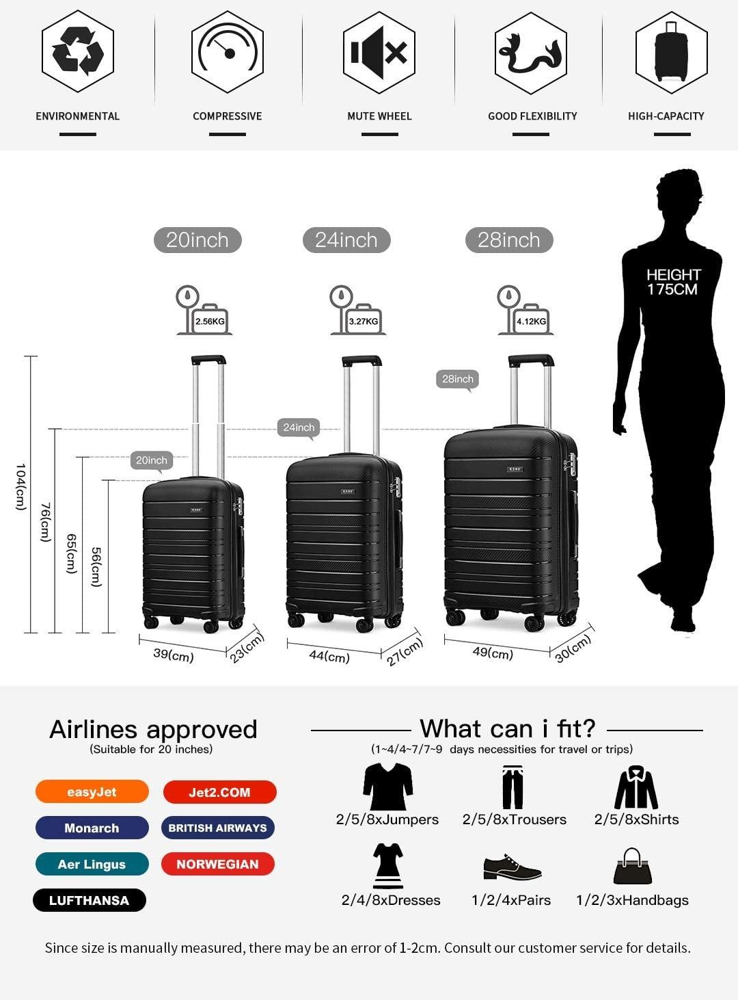 ENVIRONMENTAL
COMPRESSIVE
MUTE WHEEL
GOOD FLEXIBILITY
HIGH-CAPACITY
20inch
24inch
28inch
HEIGHT
175CM
2.56KG
3.27KG
4.12KG
28inch
24inch
20inch
KONO
KONO
KONO
104(cm)
76(cm)
65(cm)
56(cm)
39(cm)
23(cm)
44(cm)
27(cm)
49(cm)
30(cm)
Airlines approved
(Suitable for 20 inches)
easyJet
Jet2.COM
Monarch
BRITISH AIRWAYS
Aer Lingus
NORWEGIAN
LUFTHANSA
What can i fit?
(1~4/4~7/7~9 days necessities for travel or trips)
2/5/8xJumpers
2/5/8xTrousers
2/5/8xShirts
2/4/8xDresses
1/2/4xPairs
1/2/3xHandbags
Since size is manually measured, there may be an error of 1-2cm. Consult our customer service for details.